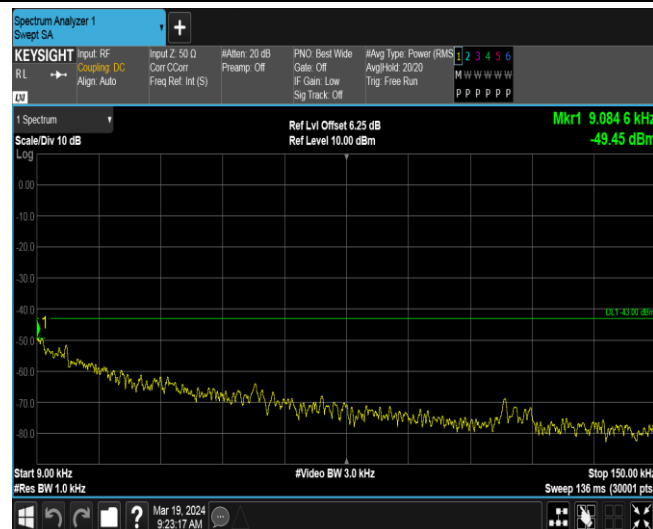 Spectrum Analyzer 1
Swept SA
+
KEYSIGHT
RL
LXI
Input: RF
Coupling: DC
Align: Auto
Input Z: 50 Ω
Corr CCorr
Freq Ref: Int (S)
#Atten: 20 dB
Preamp: Off
PNO: Best Wide
Gate: Off
IF Gain: Low
Sig Track: Off
#Avg Type: Power (RMS
Avg|Hold: 20/20
Trig: Free Run
1 2 3 4 5 6
M W W W W W
P P P P P P
1 Spectrum
Scale/Div 10 dB
Ref Lvl Offset 6.25 dB
Ref Level 10.00 dBm
Mkr1 9.084 6 kHz
-49.45 dBm
Log
0.00
-10.0
-20.0
-30.0
-40.0
-50.0
-60.0
-70.0
-80.0
1
DL1 -43.00 dBm
Start 9.00 kHz
#Res BW 1.0 kHz
#Video BW 3.0 kHz
Stop 150.00 kHz
Sweep 136 ms (30001 pts
?
Mar 19, 2024
9:23:17 AM